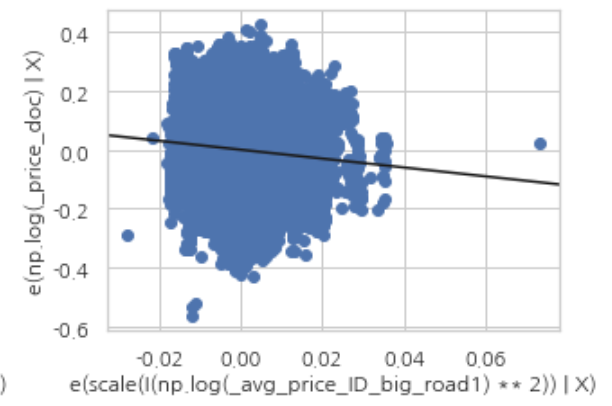 e(np.log(_price_doc) | X)
0.4
0.2
0.0
-0.2
-0.4
-0.6
-0.02 0.00 0.02 0.04 0.06
) e(scale(I(np.log(_avg_price_ID_big_road1) ** 2)) | X)